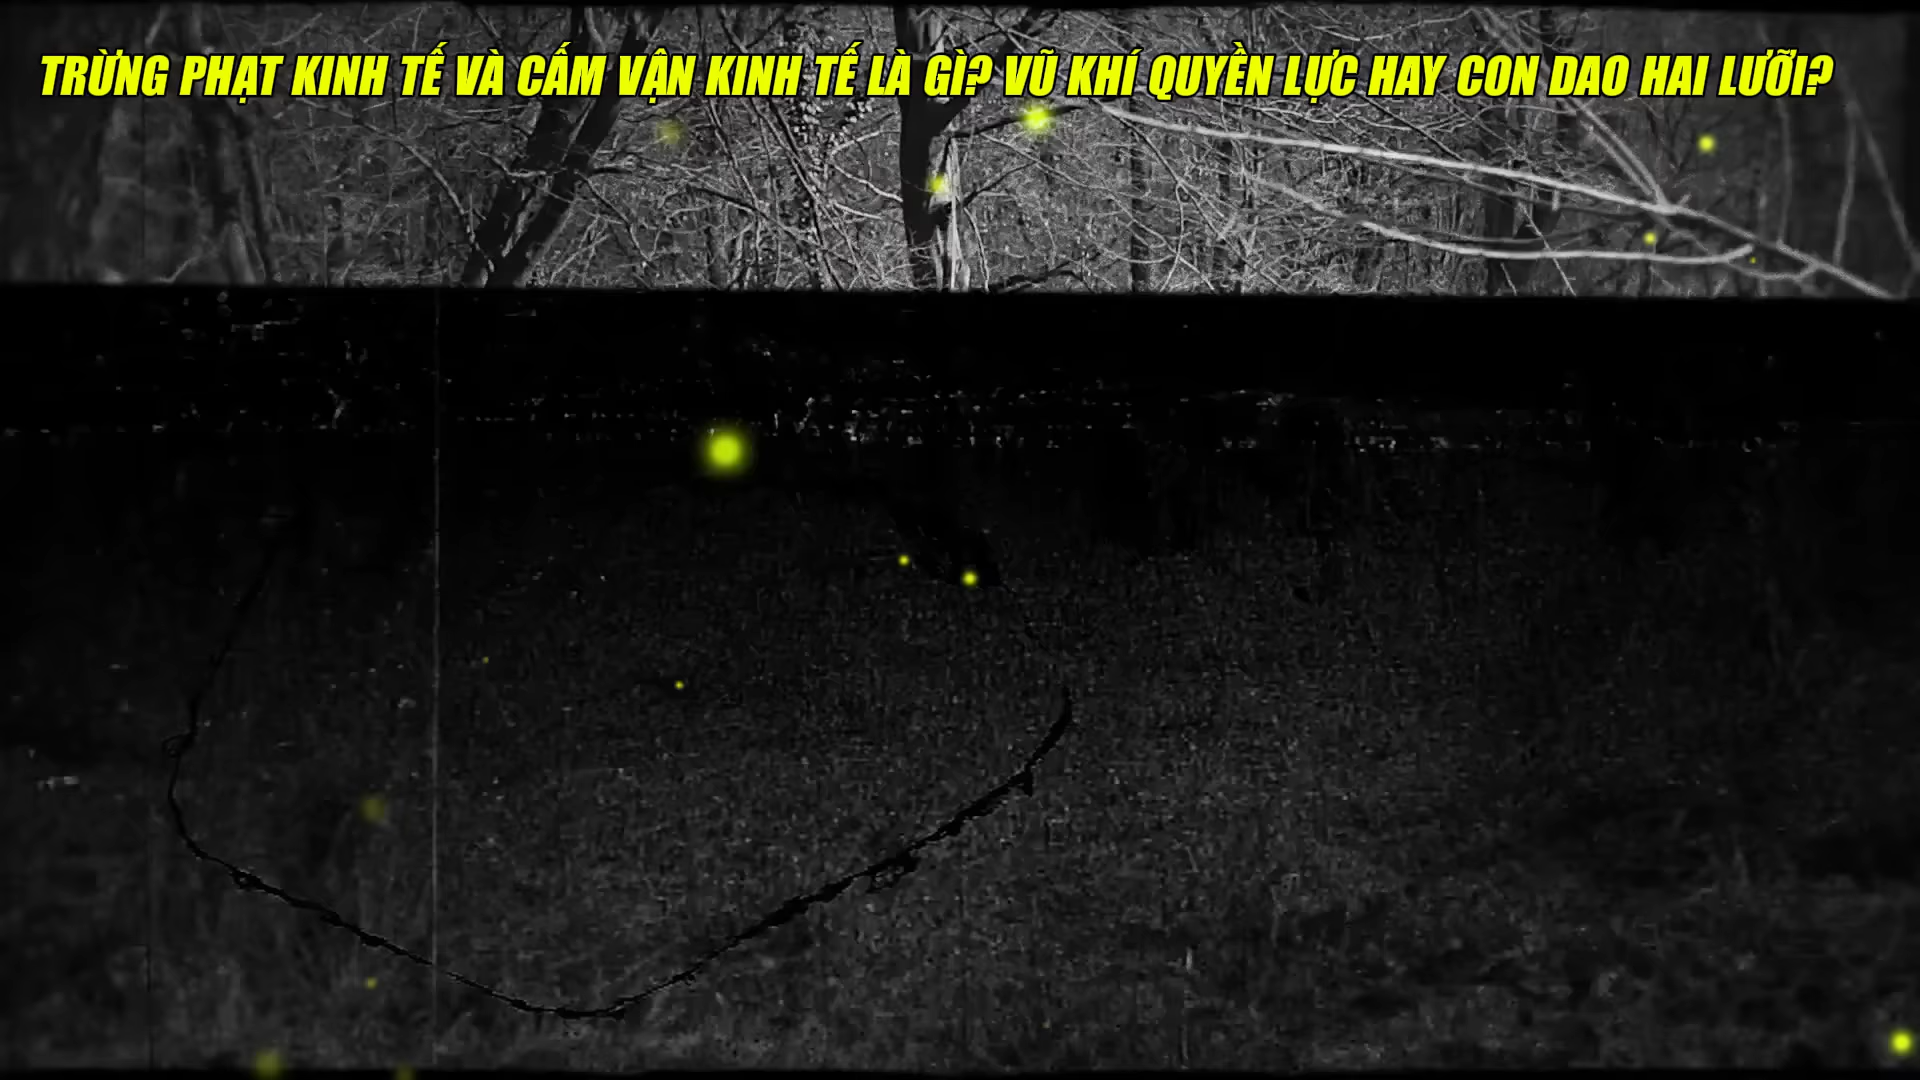 TRỪNG PHẠT KINH TẾ VÀ CẤM VẬN KINH TẾ LÀ GÌ? VŨ KHÍ QUYỀN LỰC HAY CON DAO HAI LƯỠI?